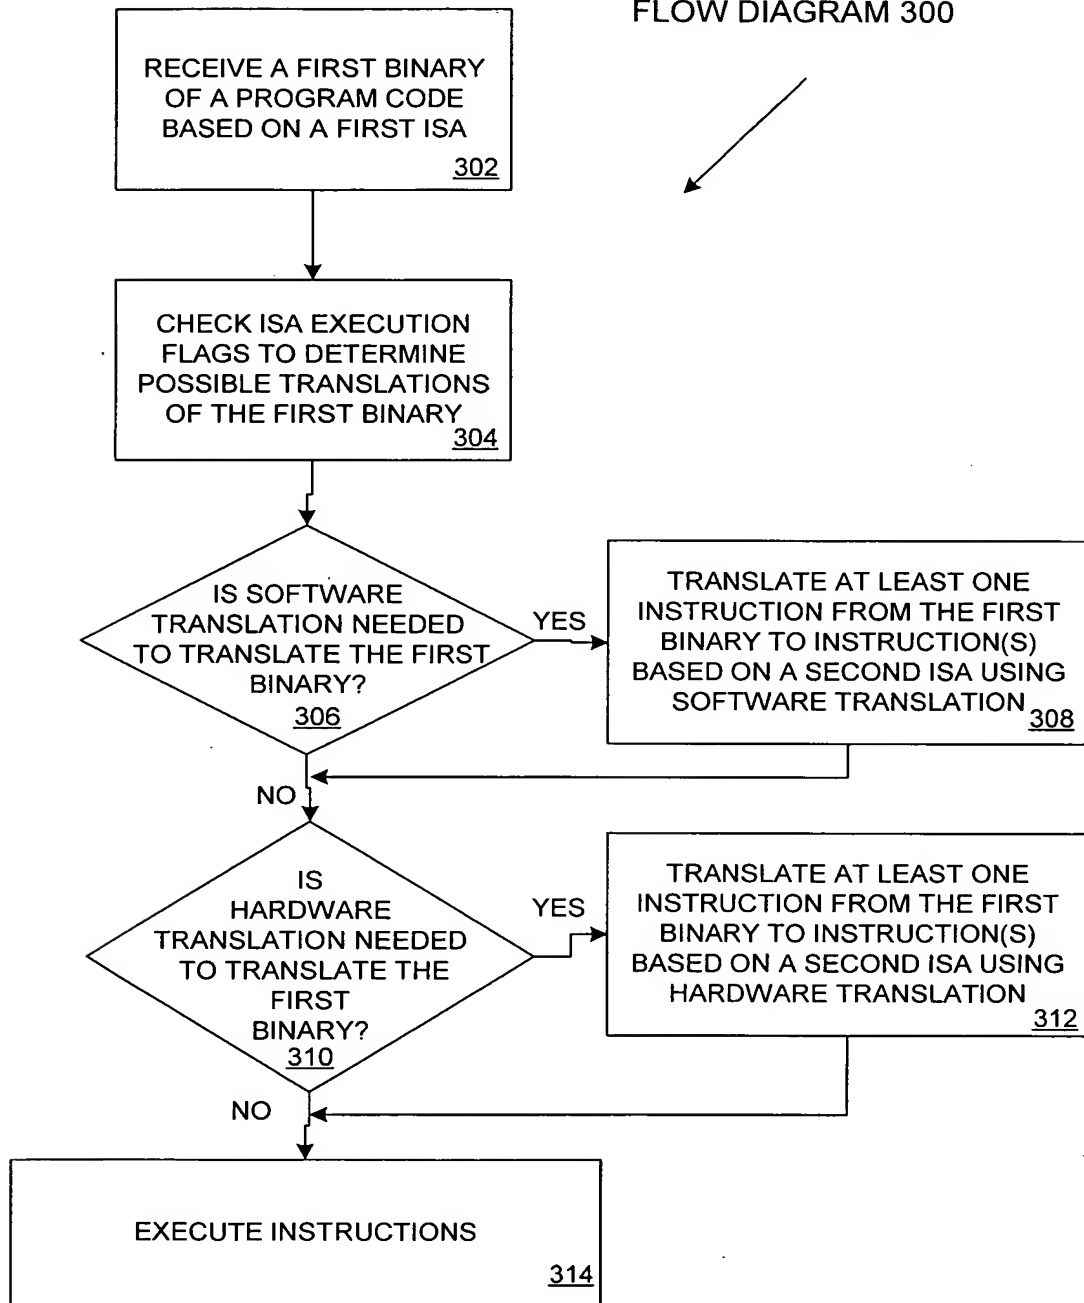 FLOW DIAGRAM 300
RECEIVE A FIRST BINARY
OF A PROGRAM CODE
BASED ON A FIRST ISA
302
CHECK ISA EXECUTION
FLAGS TO DETERMINE
POSSIBLE TRANSLATIONS
OF THE FIRST BINARY
304
IS SOFTWARE
TRANSLATION NEEDED
TO TRANSLATE THE FIRST
BINARY?
306
YES
TRANSLATE AT LEAST ONE
INSTRUCTION FROM THE FIRST
BINARY TO INSTRUCTION(S)
BASED ON A SECOND ISA USING
SOFTWARE TRANSLATION
308
NO
IS
HARDWARE
TRANSLATION NEEDED
TO TRANSLATE THE
FIRST
BINARY?
310
YES
TRANSLATE AT LEAST ONE
INSTRUCTION FROM THE FIRST
BINARY TO INSTRUCTION(S)
BASED ON A SECOND ISA USING
HARDWARE TRANSLATION
312
NO
EXECUTE INSTRUCTIONS
314